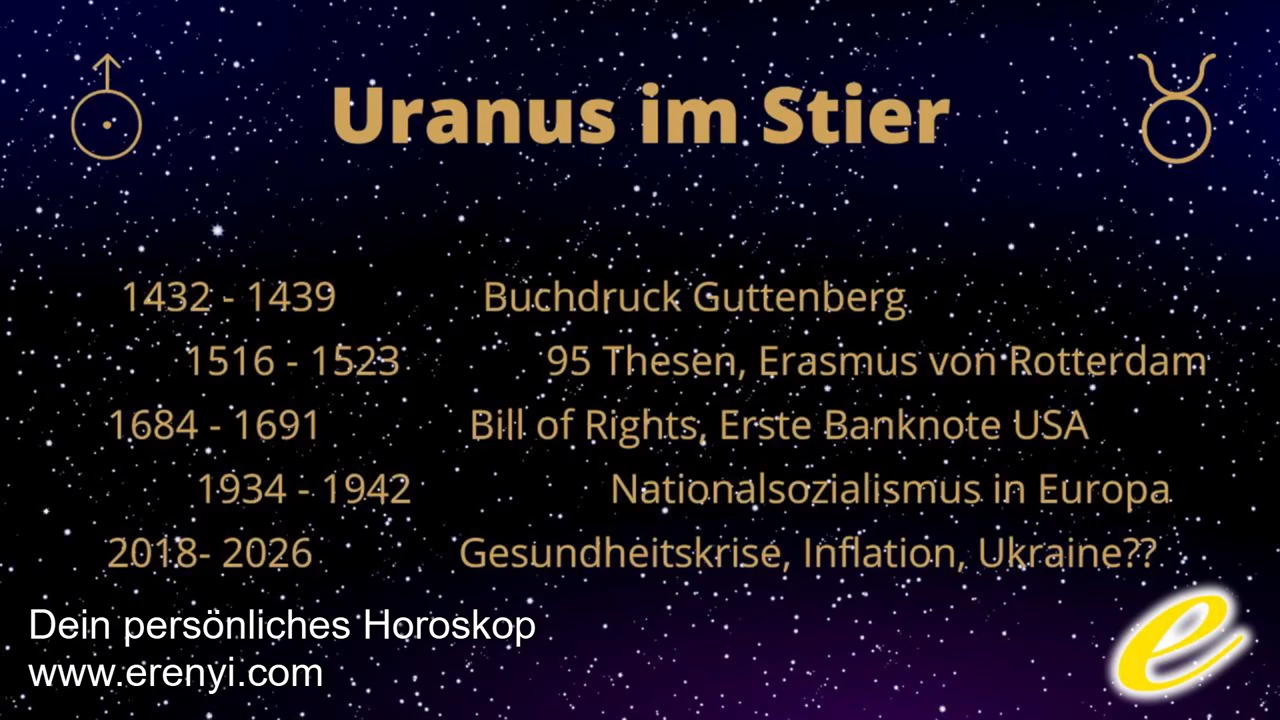 Uranus im Stier
1432 - 1439 Buchdruck Guttenberg
1516 - 1523 95 Thesen, Erasmus von Rotterdam
1684 - 1691 Bill of Rights, Erste Banknote USA
1934 - 1942 Nationalsozialismus in Europa
2018- 2026 Gesundheitskrise, Inflation, Ukraine??
Dein persönliches Horoskop
www.erenyi.com
e